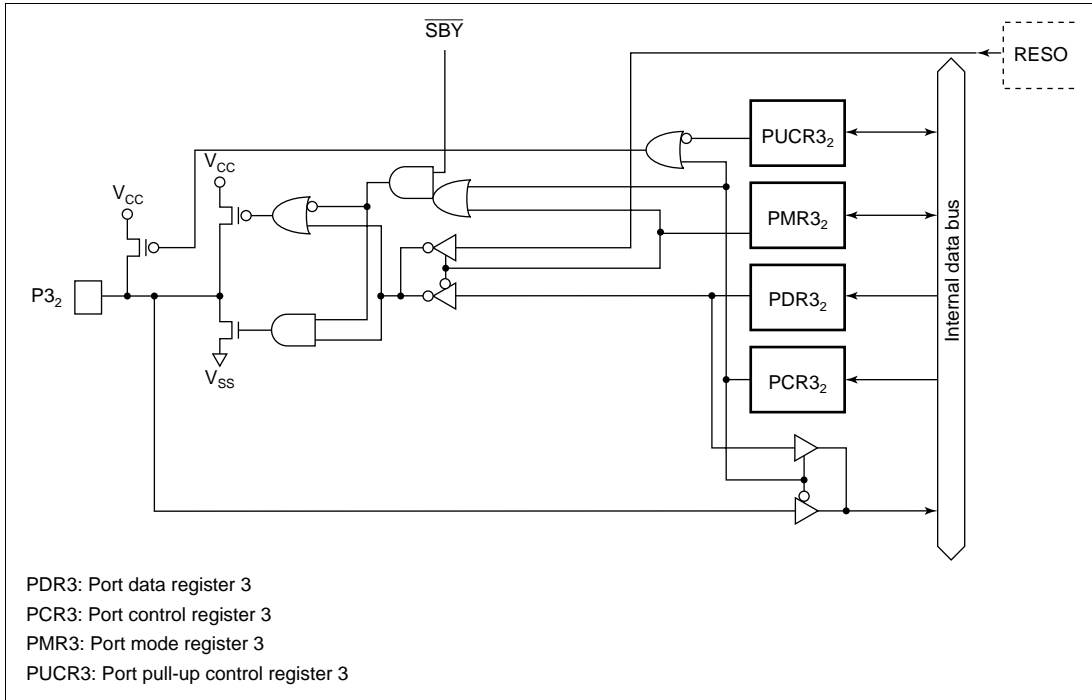 SBY
RESO
PUCR3₂
V_CC
V_CC
PMR3₂
Internal data bus
P3₂
PDR3₂
V_SS
PCR3₂
PDR3: Port data register 3
PCR3: Port control register 3
PMR3: Port mode register 3
PUCR3: Port pull-up control register 3